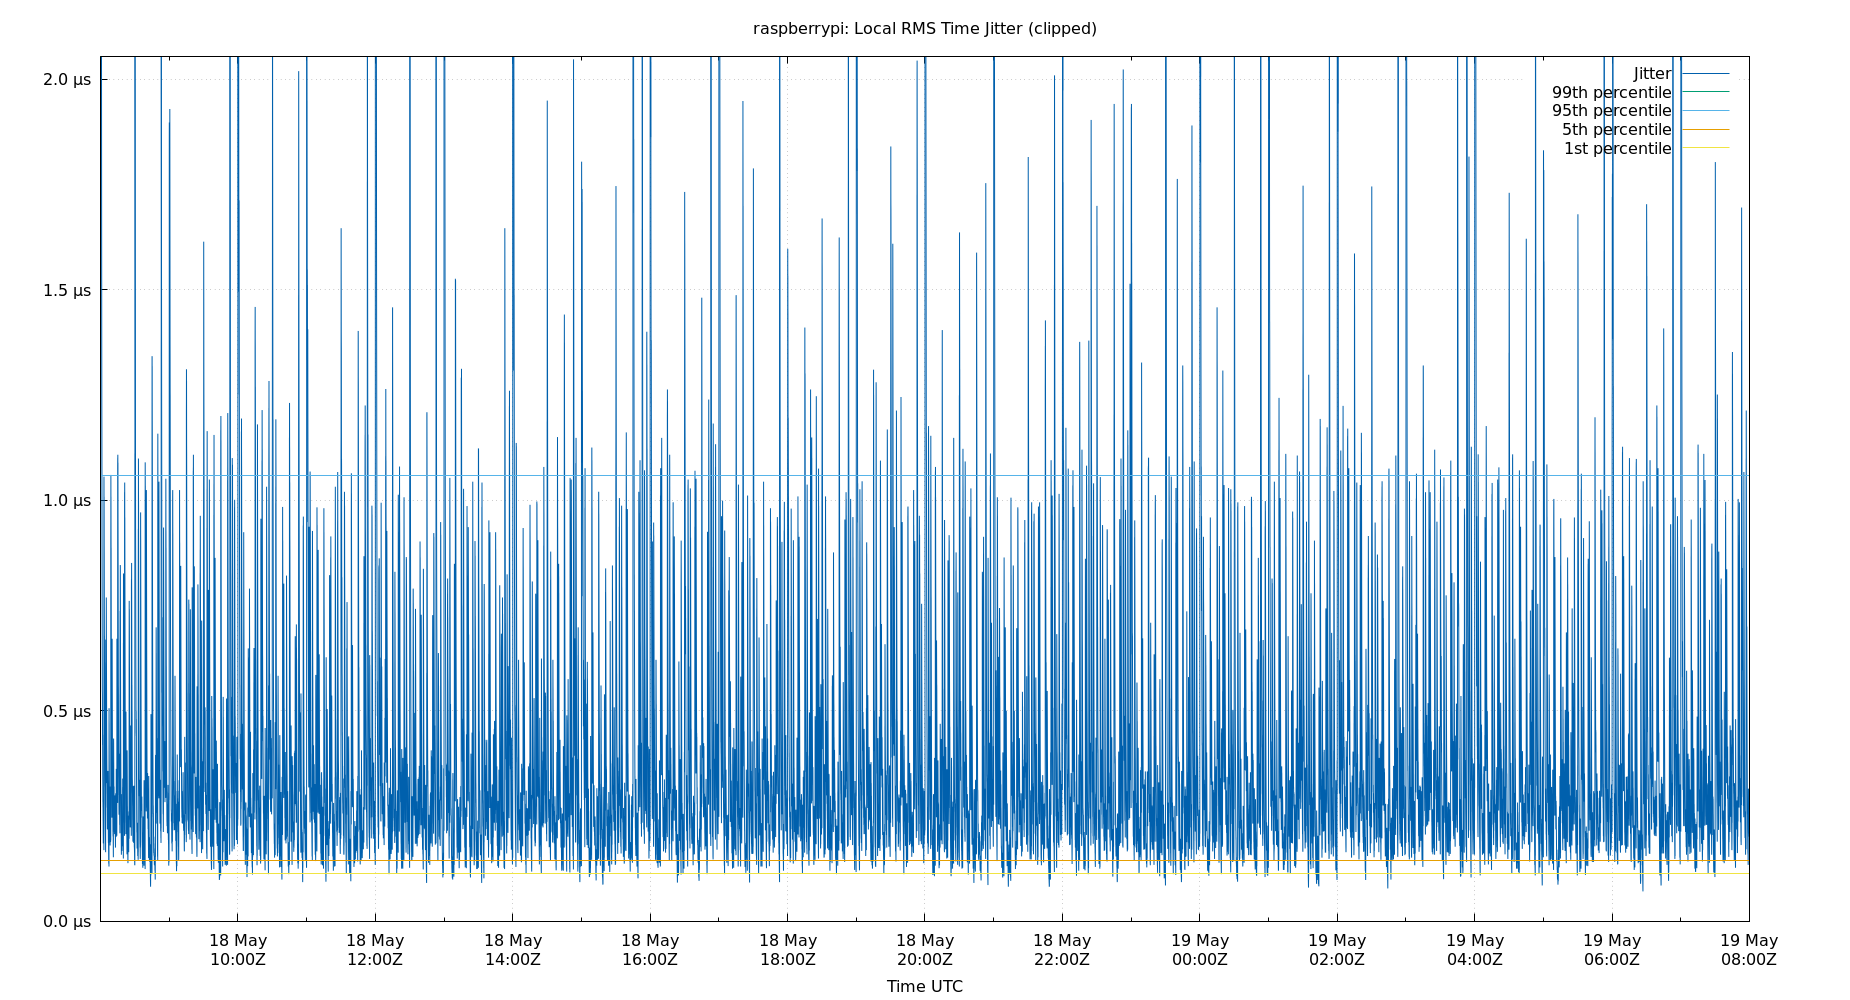 raspberrypi: Local RMS Time Jitter (clipped)
2.0 µs
1.5 µs
1.0 µs
0.5 µs
0.0 µs
Jitter
99th percentile
95th percentile
5th percentile
1st percentile
18 May 18 May 18 May 18 May 18 May 18 May 18 May 19 May 19 May 19 May 19 May 19 May
10:00Z 12:00Z 14:00Z 16:00Z 18:00Z 20:00Z 22:00Z 00:00Z 02:00Z 04:00Z 06:00Z 08:00Z
Time UTC